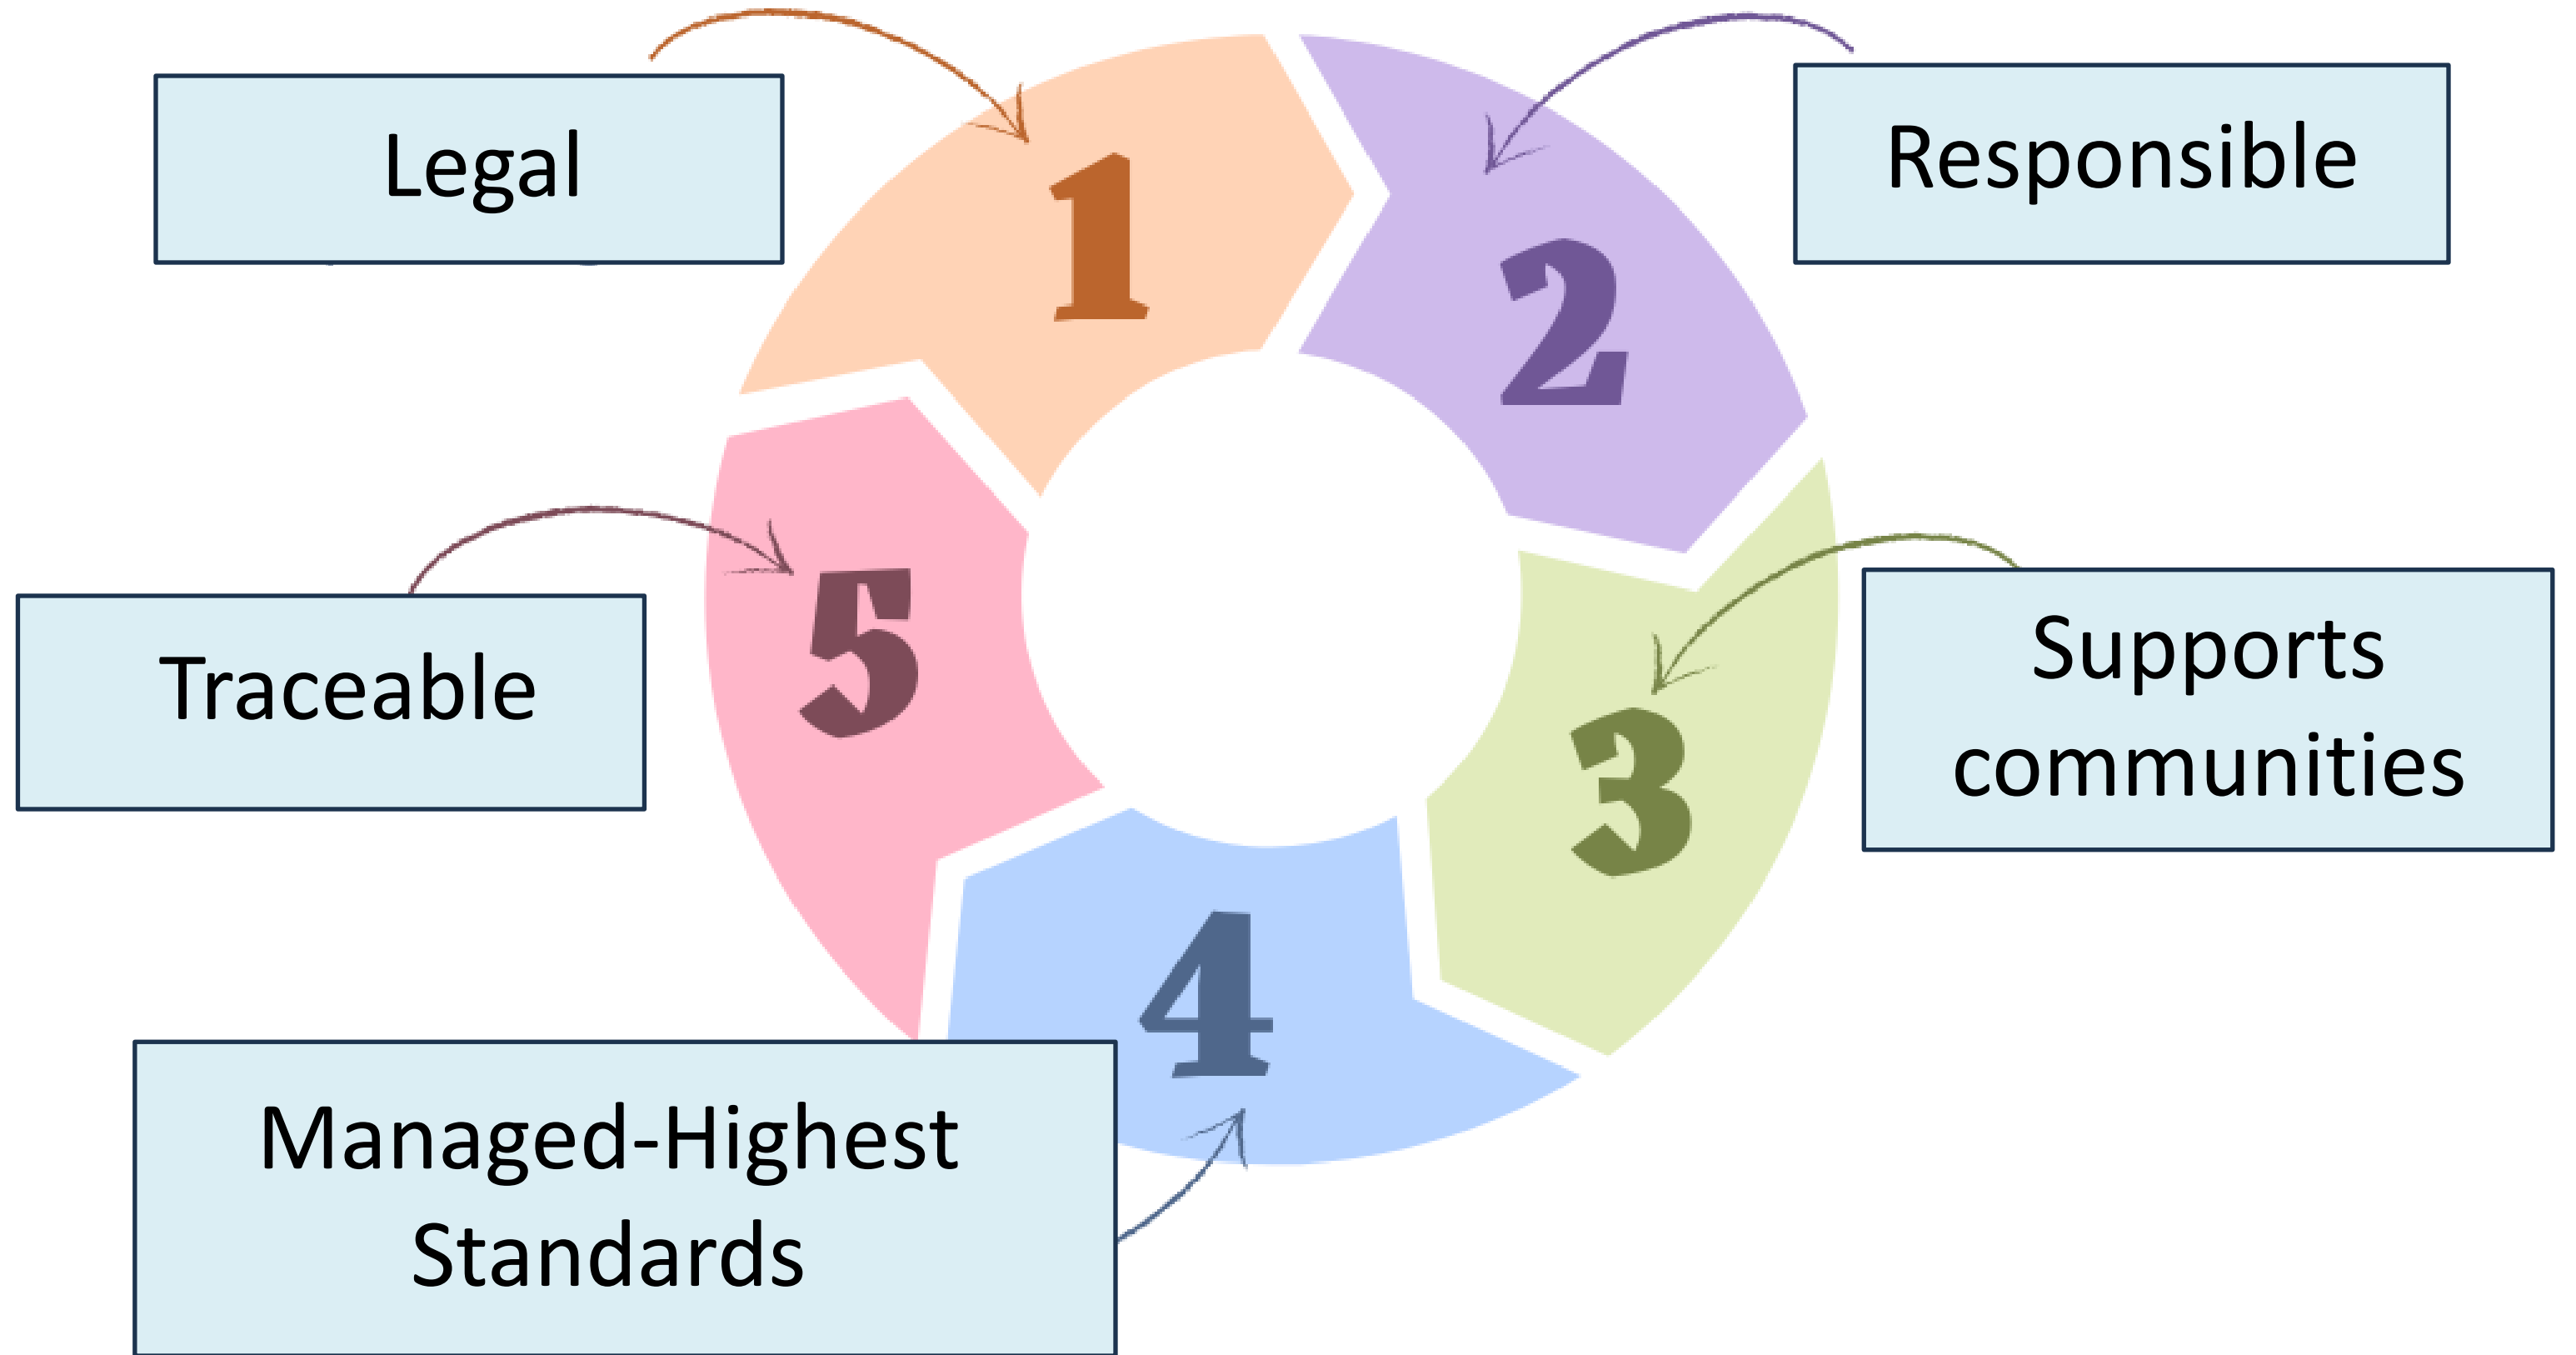 Legal
1
Responsible
2
Supports
communities
3
Managed-Highest
Standards
4
Traceable
5